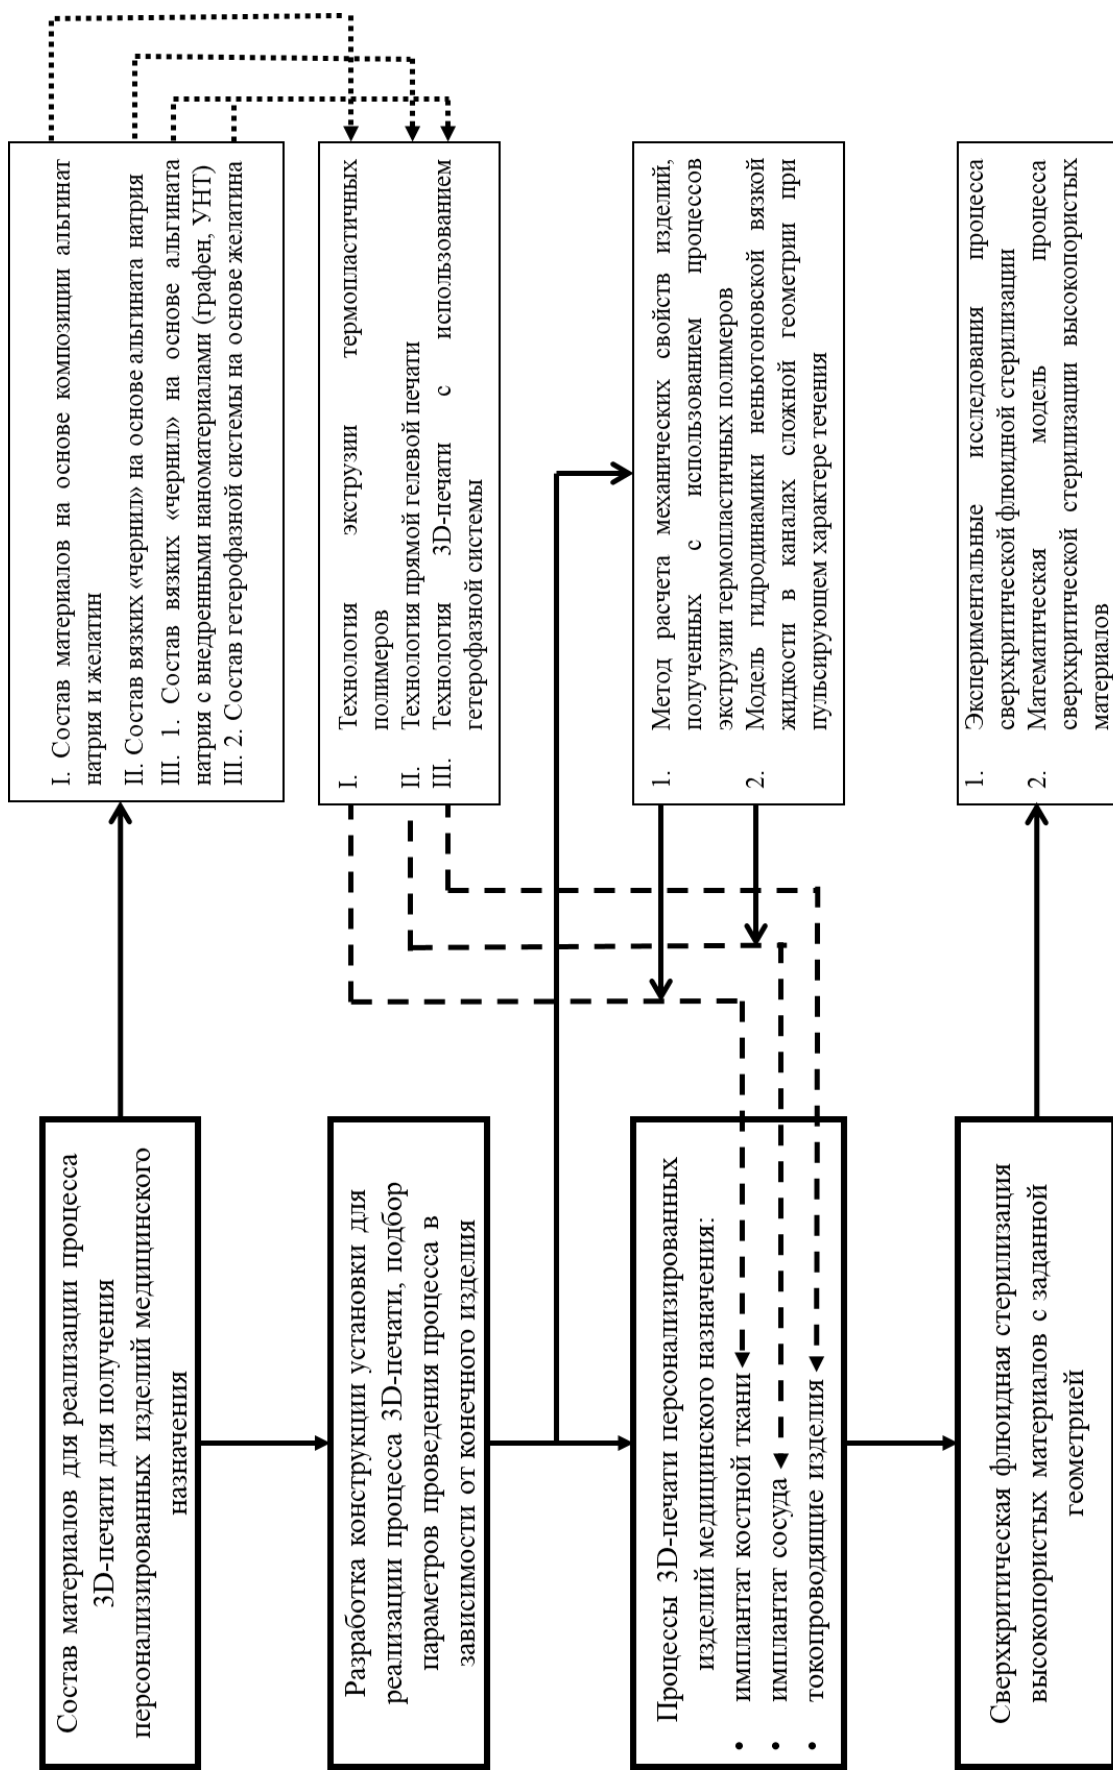 Состав материалов для реализации процесса
3D-печати для получения
персонализированных изделий медицинского
назначения
I. Состав материалов на основе композиции альгинат
натрия и желатин
II. Состав вязких «чернил» на основе альгината натрия
III. 1. Состав вязких «чернил» на основе альгината
натрия с внедренными наноматериалами (графен, УНТ)
III. 2. Состав гетерофазной системы на основе желатина
Разработка конструкции установки для
реализации процесса 3D-печати, подбор
параметров проведения процесса в
зависимости от конечного изделия
I. Технология экструзии термопластичных
полимеров
II. Технология прямой гелевой печати
III. Технология 3D-печати с использованием
гетерофазной системы
Процессы 3D-печати персонализированных
изделий медицинского назначения:
• имплантат костной ткани
• имплантат сосуда
• токопроводящие изделия
1. Метод расчета механических свойств изделий,
полученных с использованием процессов
экструзии термопластичных полимеров
2. Модель гидродинамики неньютоновской вязкой
жидкости в каналах сложной геометрии при
пульсирующем характере течения
Сверхкритическая флюидная стерилизация
высокопористых материалов с заданной
геометрией
1. Экспериментальные исследования процесса
сверхкритической флюидной стерилизации
2. Математическая модель процесса
сверхкритической стерилизации высокопористых
материалов